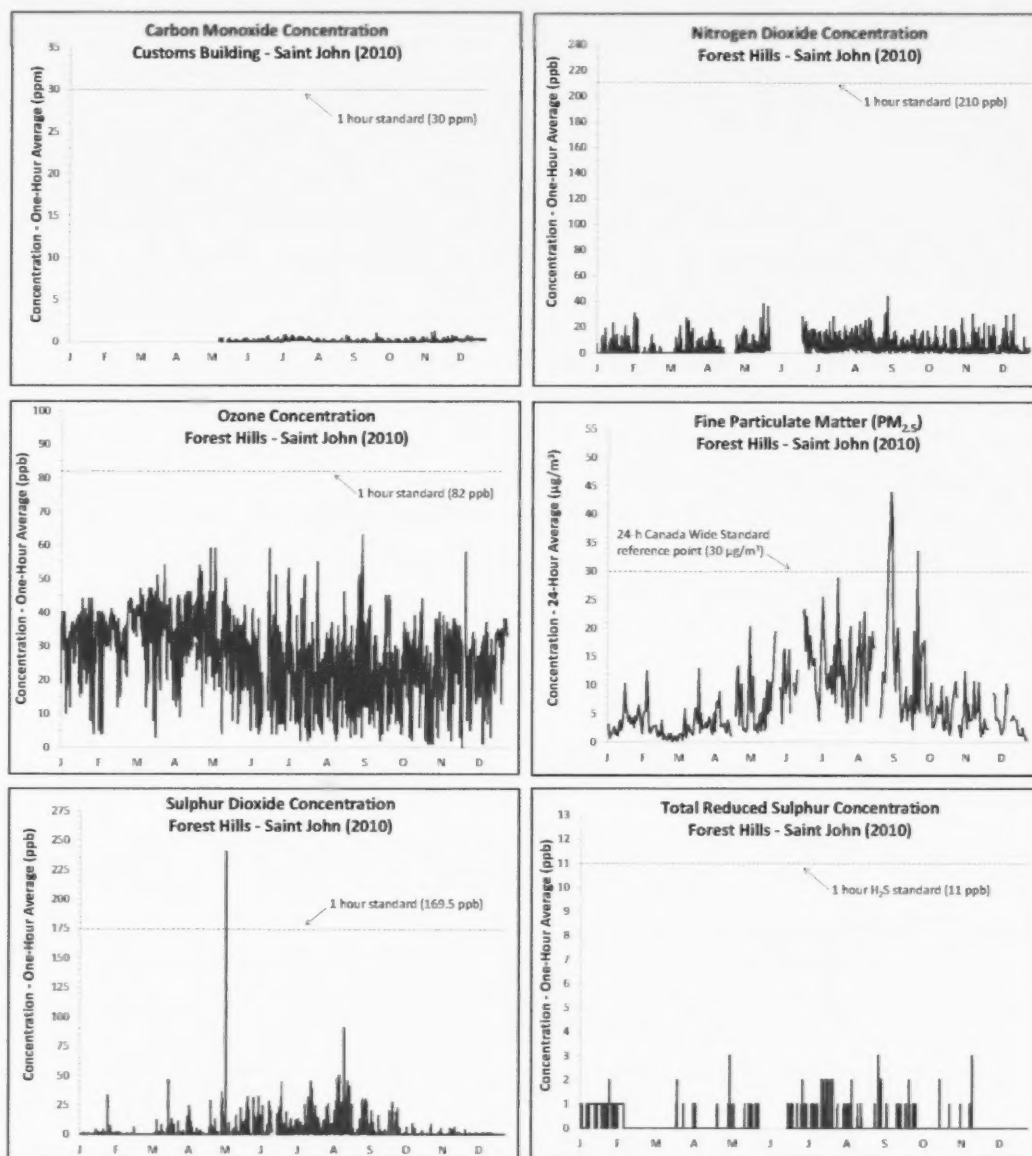 Carbon Monoxide Concentration
Customs Building - Saint John (2010)
Concentration - One-Hour Average (ppm)
35
30
25
20
15
10
5
0
1 hour standard (30 ppm)
J F M A M J J A S O N D
Nitrogen Dioxide Concentration
Forest Hills - Saint John (2010)
Concentration - One-Hour Average (ppb)
240
220
200
180
160
140
120
100
80
60
40
20
0
1 hour standard (210 ppb)
J F M A M J J A S O N D
Ozone Concentration
Forest Hills - Saint John (2010)
Concentration - One-Hour Average (ppb)
100
90
80
70
60
50
40
30
20
10
0
1 hour standard (82 ppb)
J F M A M J J A S O N D
Fine Particulate Matter (PM2.5)
Forest Hills - Saint John (2010)
Concentration - 24-Hour Average (µg/m³)
55
50
45
40
35
30
25
20
15
10
5
0
24-h Canada Wide Standard
reference point (30 µg/m³)
J F M A M J J A S O N D
Sulphur Dioxide Concentration
Forest Hills - Saint John (2010)
Concentration - One-Hour Average (ppb)
275
250
225
200
175
150
125
100
75
50
25
0
1 hour standard (169.5 ppb)
J F M A M J J A S O N D
Total Reduced Sulphur Concentration
Forest Hills - Saint John (2010)
Concentration - One-Hour Average (ppb)
13
12
11
10
9
8
7
6
5
4
3
2
1
0
1 hour H₂S standard (11 ppb)
J F M A M J J A S O N D